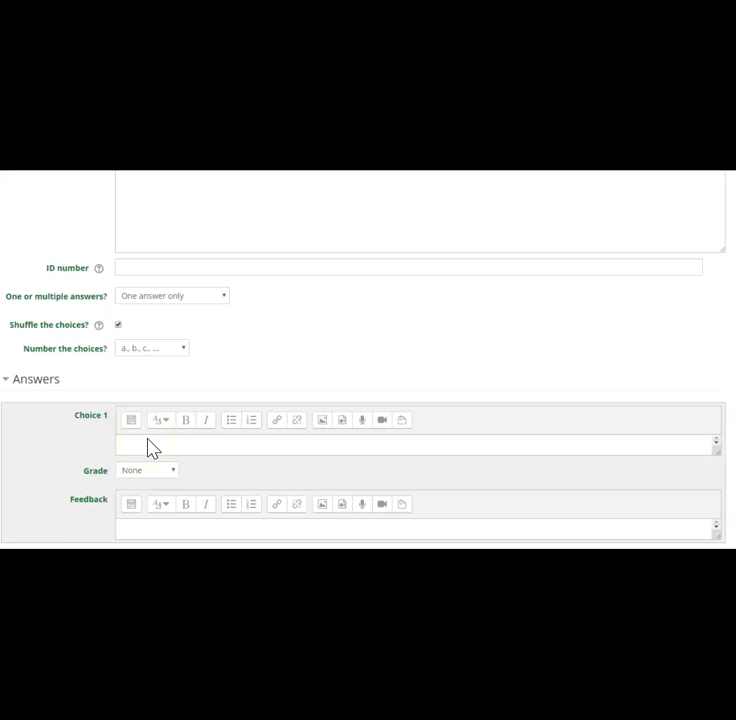 ID number
One or multiple answers? One answer only
Shuffle the choices?
Number the choices? a., b., c., ...
Answers
Choice 1
Grade None
Feedback